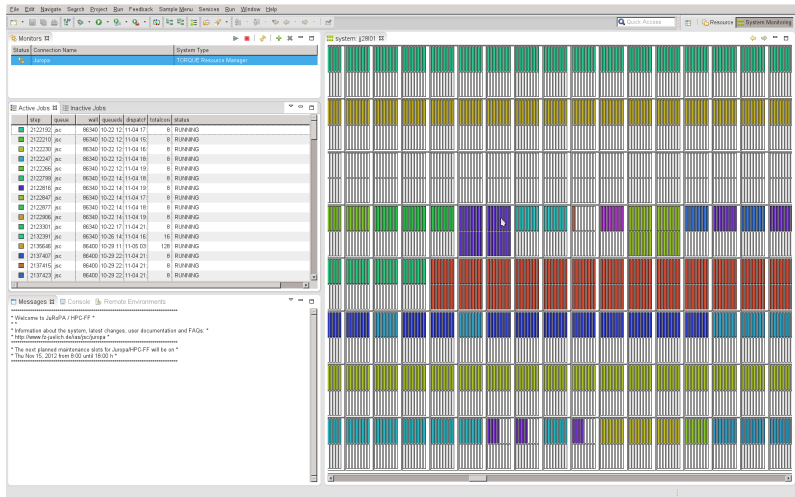 File Edit Navigate Search Project Run Feedback Sample Menu Services Run Window Help
Quick Access
Resource System Monitoring
Monitors
Status Connection Name System Type
Juropa TORQUE Resource Manager
Active Jobs Inactive Jobs
step queue wall queueda dispatch totalcore status
2122192 jsc 86340 10-22 12: 11-04 17: 8 RUNNING
2122210 jsc 86340 10-22 12: 11-04 15: 8 RUNNING
2122230 jsc 86340 10-22 12: 11-04 16: 8 RUNNING
2122247 jsc 86340 10-22 12: 11-04 18: 8 RUNNING
2122266 jsc 86340 10-22 12: 11-04 19: 8 RUNNING
2122798 jsc 86340 10-22 14: 11-04 18: 8 RUNNING
2122816 jsc 86340 10-22 14: 11-04 19: 8 RUNNING
2122847 jsc 86340 10-22 14: 11-04 17: 8 RUNNING
2122877 jsc 86340 10-22 14: 11-04 18: 8 RUNNING
2122906 jsc 86340 10-22 14: 11-04 19: 8 RUNNING
2123301 jsc 86340 10-22 17: 11-04 21: 8 RUNNING
2132391 jsc 86340 10-26 14: 11-04 16: 16 RUNNING
2136646 jsc 86400 10-29 11: 11-05 03: 128 RUNNING
2137407 jsc 86400 10-29 22: 11-04 21: 8 RUNNING
2137415 jsc 86400 10-29 22: 11-04 21: 8 RUNNING
2137423 jsc 86400 10-29 22: 11-04 21: 8 RUNNING
Messages Console Remote Environments
* Welcome to JuRoPA / HPC-FF *
* *
* Information about the system, latest changes, user documentation and FAQs: *
* http://www.fz-juelich.de/ias/jsc/juropa *
* The next planned maintenance slots for Juropa/HPC-FF will be on *
* Thu Nov 15, 2012 from 8:00 until 18:00 h *
system: jj28l01